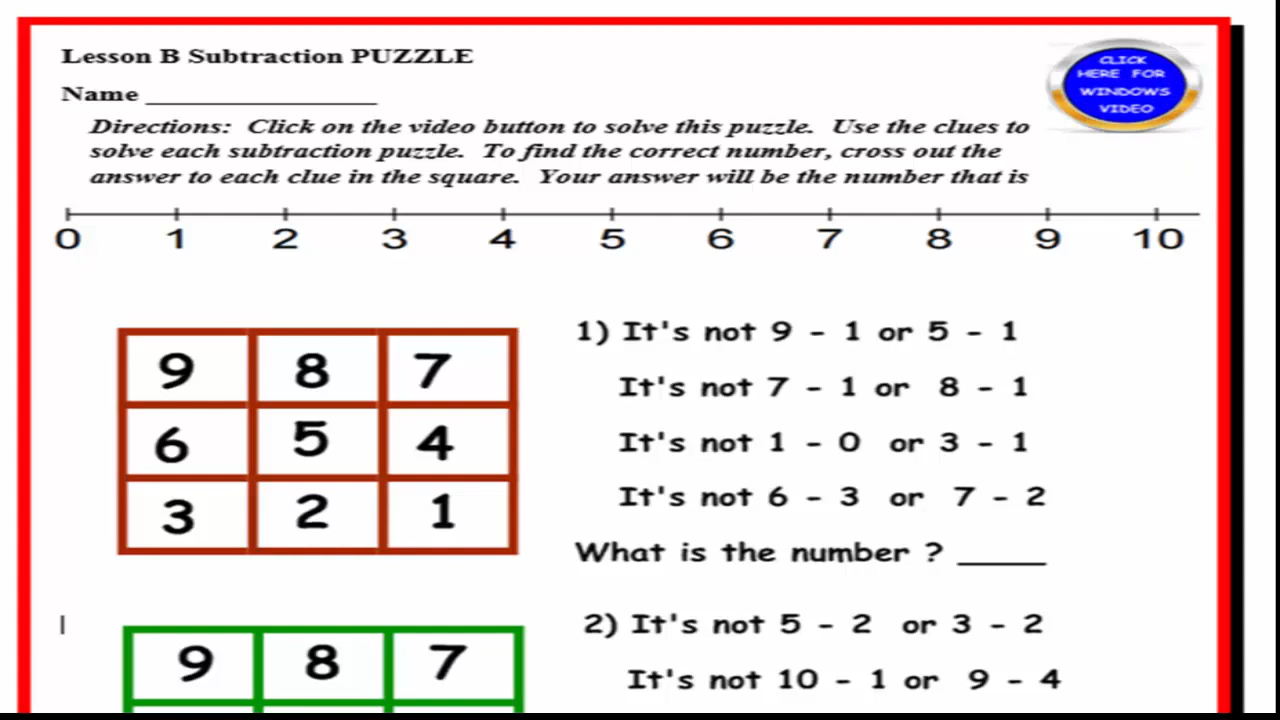 Lesson B Subtraction PUZZLE
CLICK
HERE FOR
WINDOWS
VIDEO
Name _______________
Directions: Click on the video button to solve this puzzle. Use the clues to
solve each subtraction puzzle. To find the correct number, cross out the
answer to each clue in the square. Your answer will be the number that is
0 1 2 3 4 5 6 7 8 9 10
9 8 7
6 5 4
3 2 1
1) It's not 9 - 1 or 5 - 1
It's not 7 - 1 or 8 - 1
It's not 1 - 0 or 3 - 1
It's not 6 - 3 or 7 - 2
What is the number ? _____
9 8 7
2) It's not 5 - 2 or 3 - 2
It's not 10 - 1 or 9 - 4